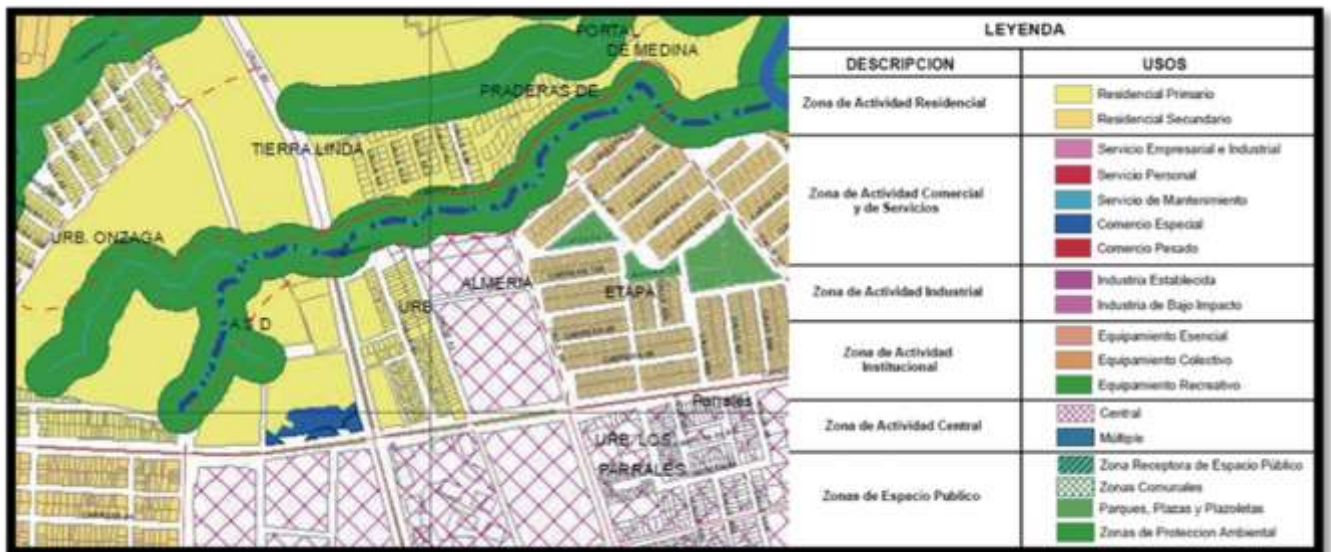 PORTAL
DE MEDINA
PRADERAS DE
TIERRA LINDA
URB. ONZAGA
ALMERIA
URB
ETAPA
A.S.D
Parrales
URB. LOS
PARRALES
LEYENDA
DESCRIPCION
USOS
Zona de Actividad Residencial
Residencial Primario
Residencial Secundario
Zona de Actividad Comercial
y de Servicios
Servicio Empresarial e Industrial
Servicio Personal
Servicio de Mantenimiento
Comercio Especial
Comercio Pesado
Zona de Actividad Industrial
Industria Establecida
Industria de Bajo Impacto
Zona de Actividad
Institucional
Equipamiento Esencial
Equipamiento Colectivo
Equipamiento Recreativo
Zona de Actividad Central
Central
Múltiple
Zonas de Espacio Publico
Zona Receptora de Espacio Público
Zonas Comunales
Parques, Plazas y Plazoletas
Zonas de Proteccion Ambiental